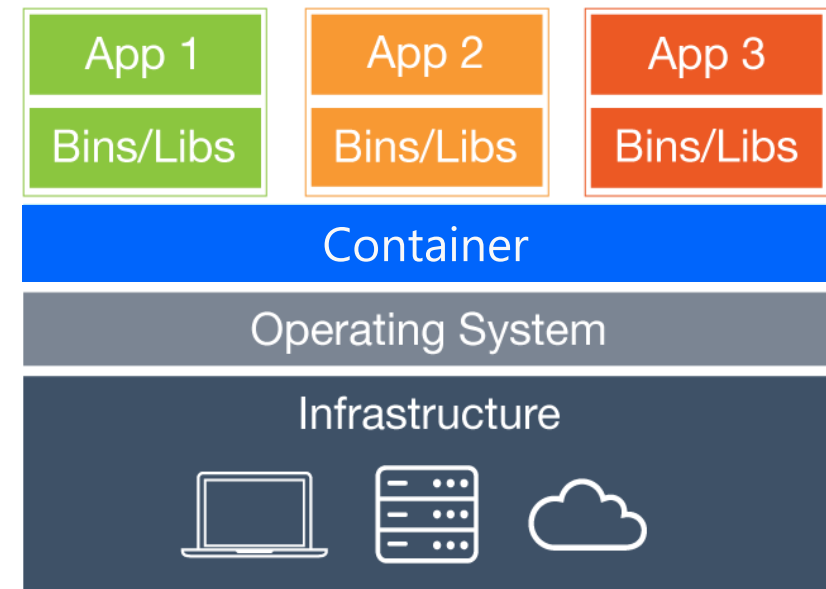 App 1
App 2
App 3
Bins/Libs
Bins/Libs
Bins/Libs
Container
Operating System
Infrastructure